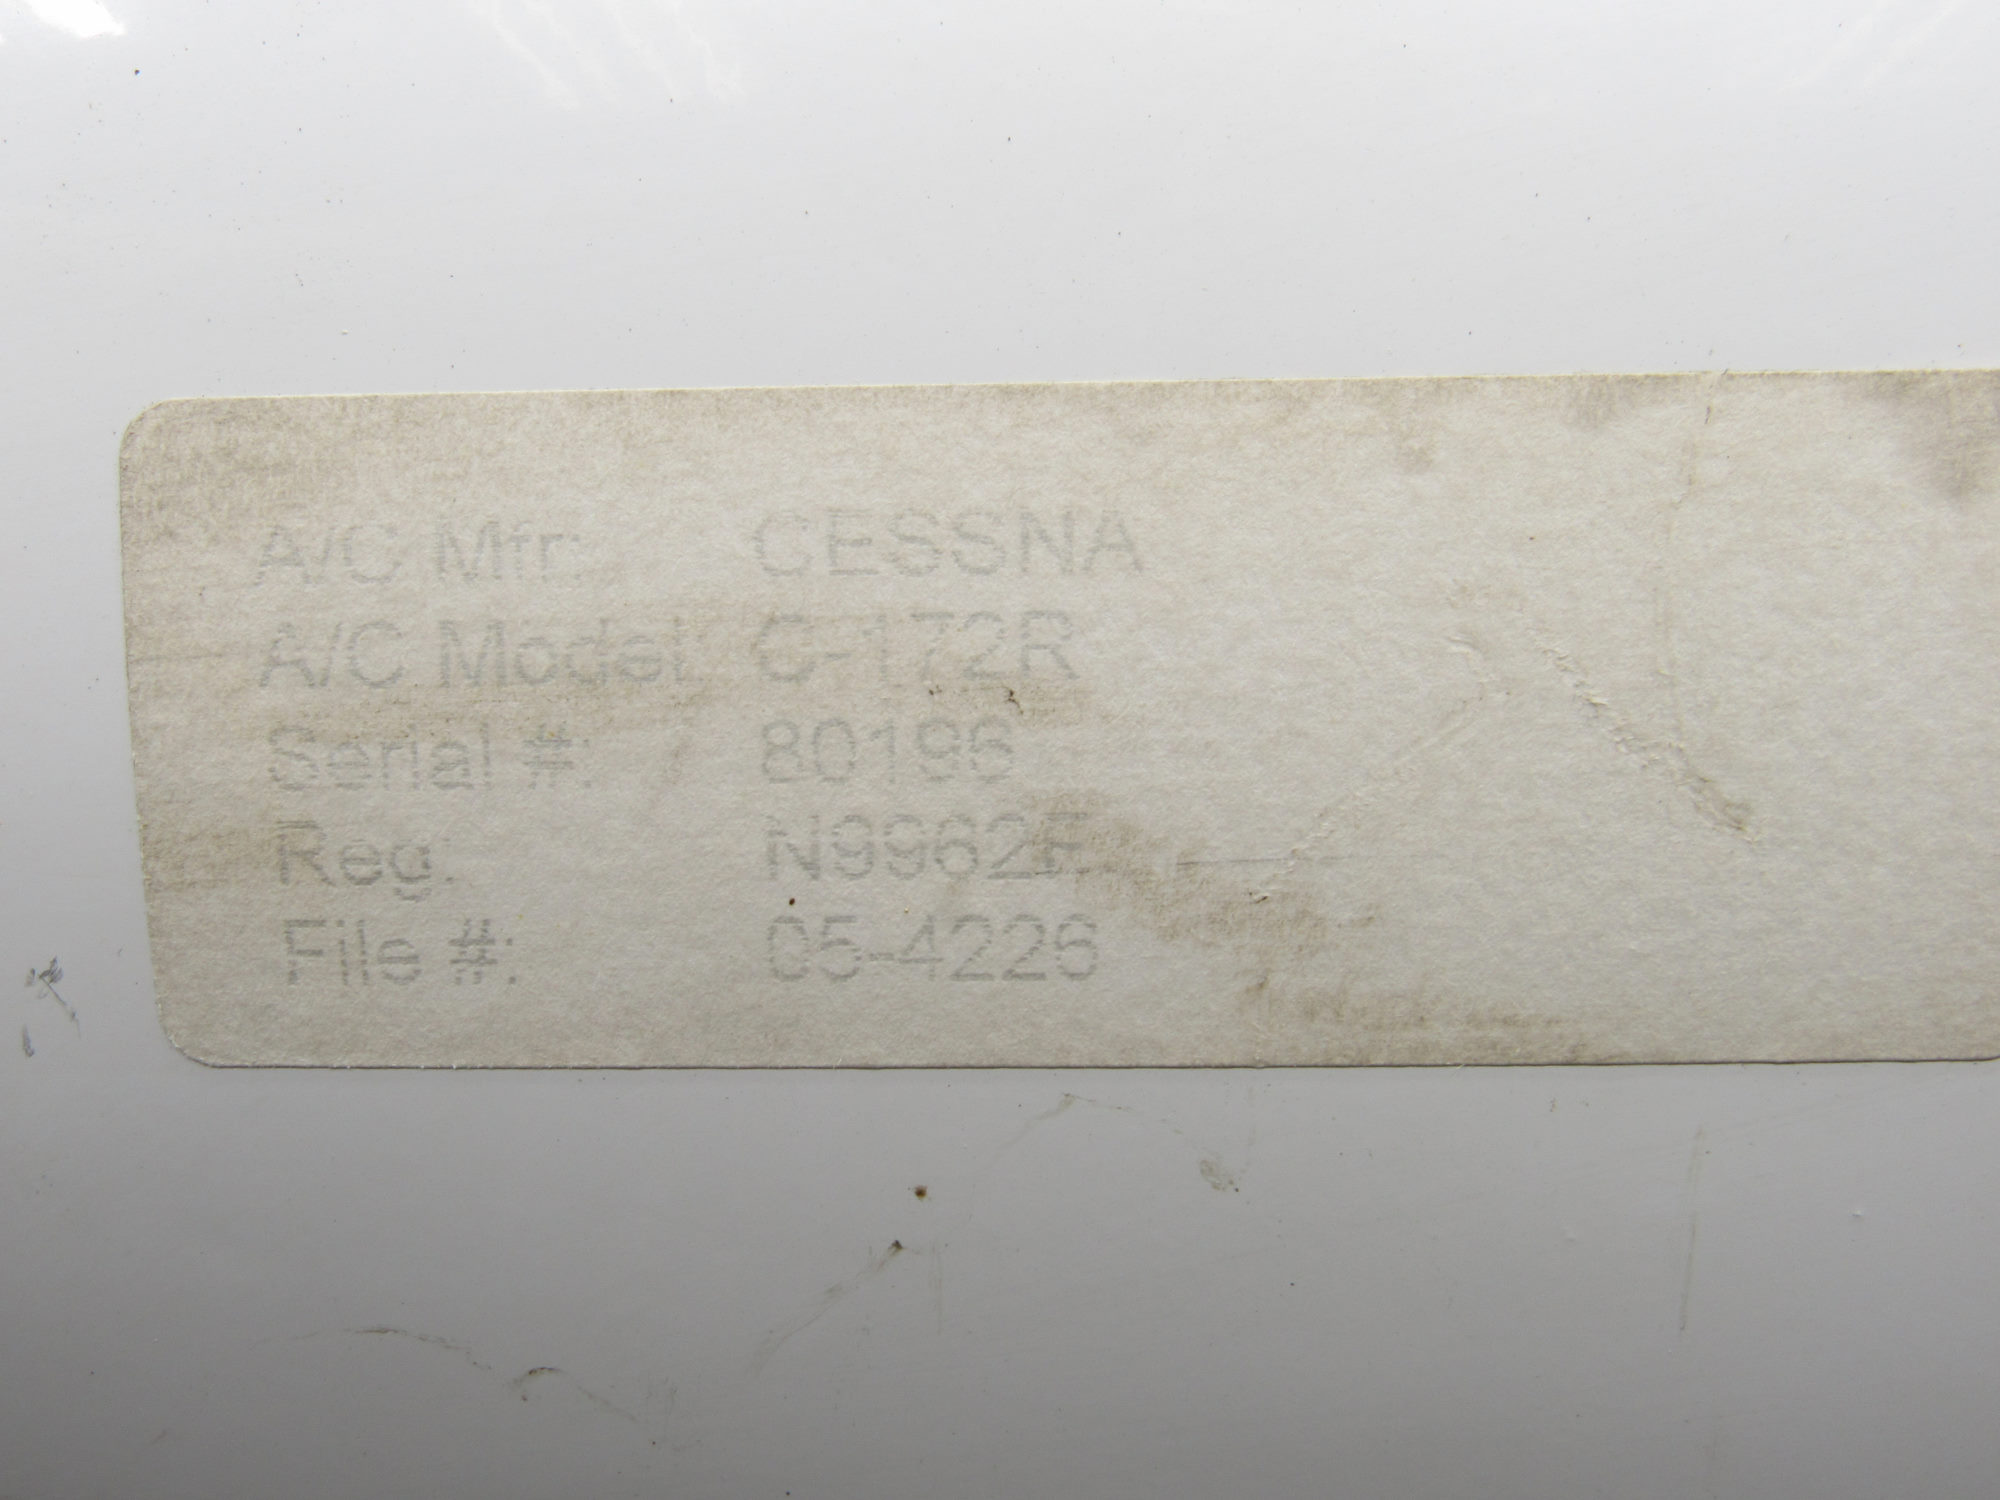 A/C Mfr: CESSNA
A/C Model: C-172R
Serial #: 80196
Reg. N9962F
File #: 05-4226